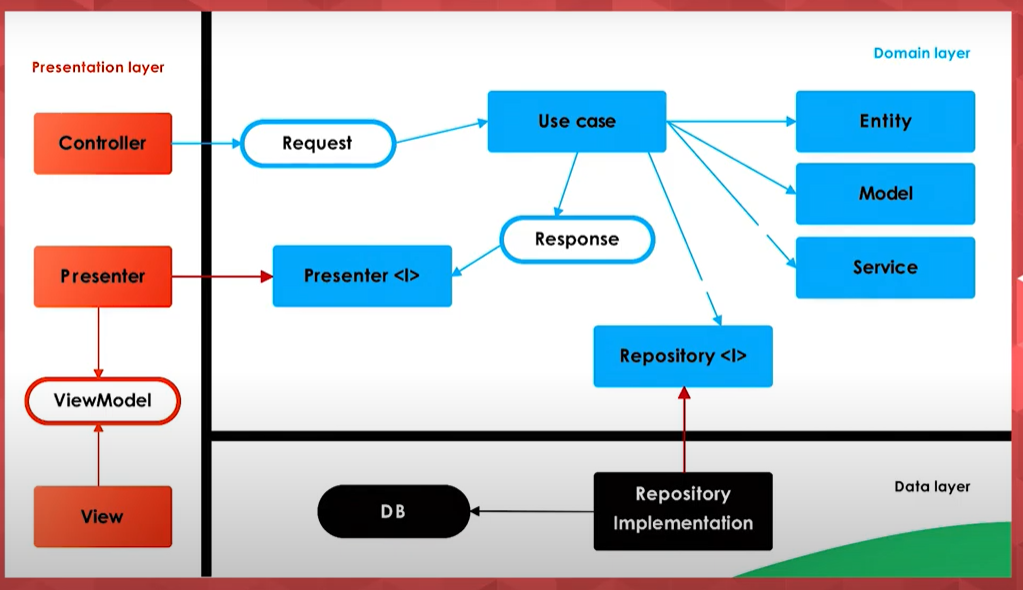 Presentation layer
Domain layer
Controller
Request
Use case
Entity
Model
Presenter
Presenter <I>
Response
Service
Repository <I>
ViewModel
View
DB
Repository
Implementation
Data layer